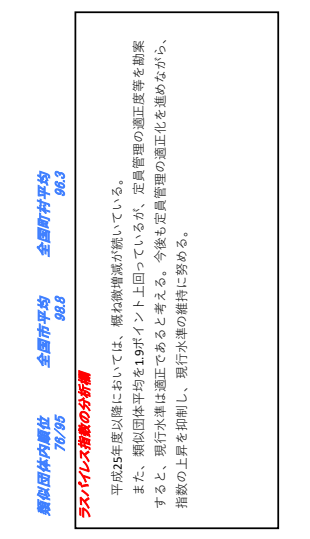 類似団体内順位
76/95
全国市平均
98.8
全国町村平均
96.3
ラスパイレス指数の分析欄
平成25年度以降においては、概ね微増減が続いている。
また、類似団体平均を1.9ポイント上回っているが、定員管理の適正度等を勘案
すると、現行水準は適正であると考える。今後も定員管理の適正化を進めながら、
指数の上昇を抑制し、現行水準の維持に努める。